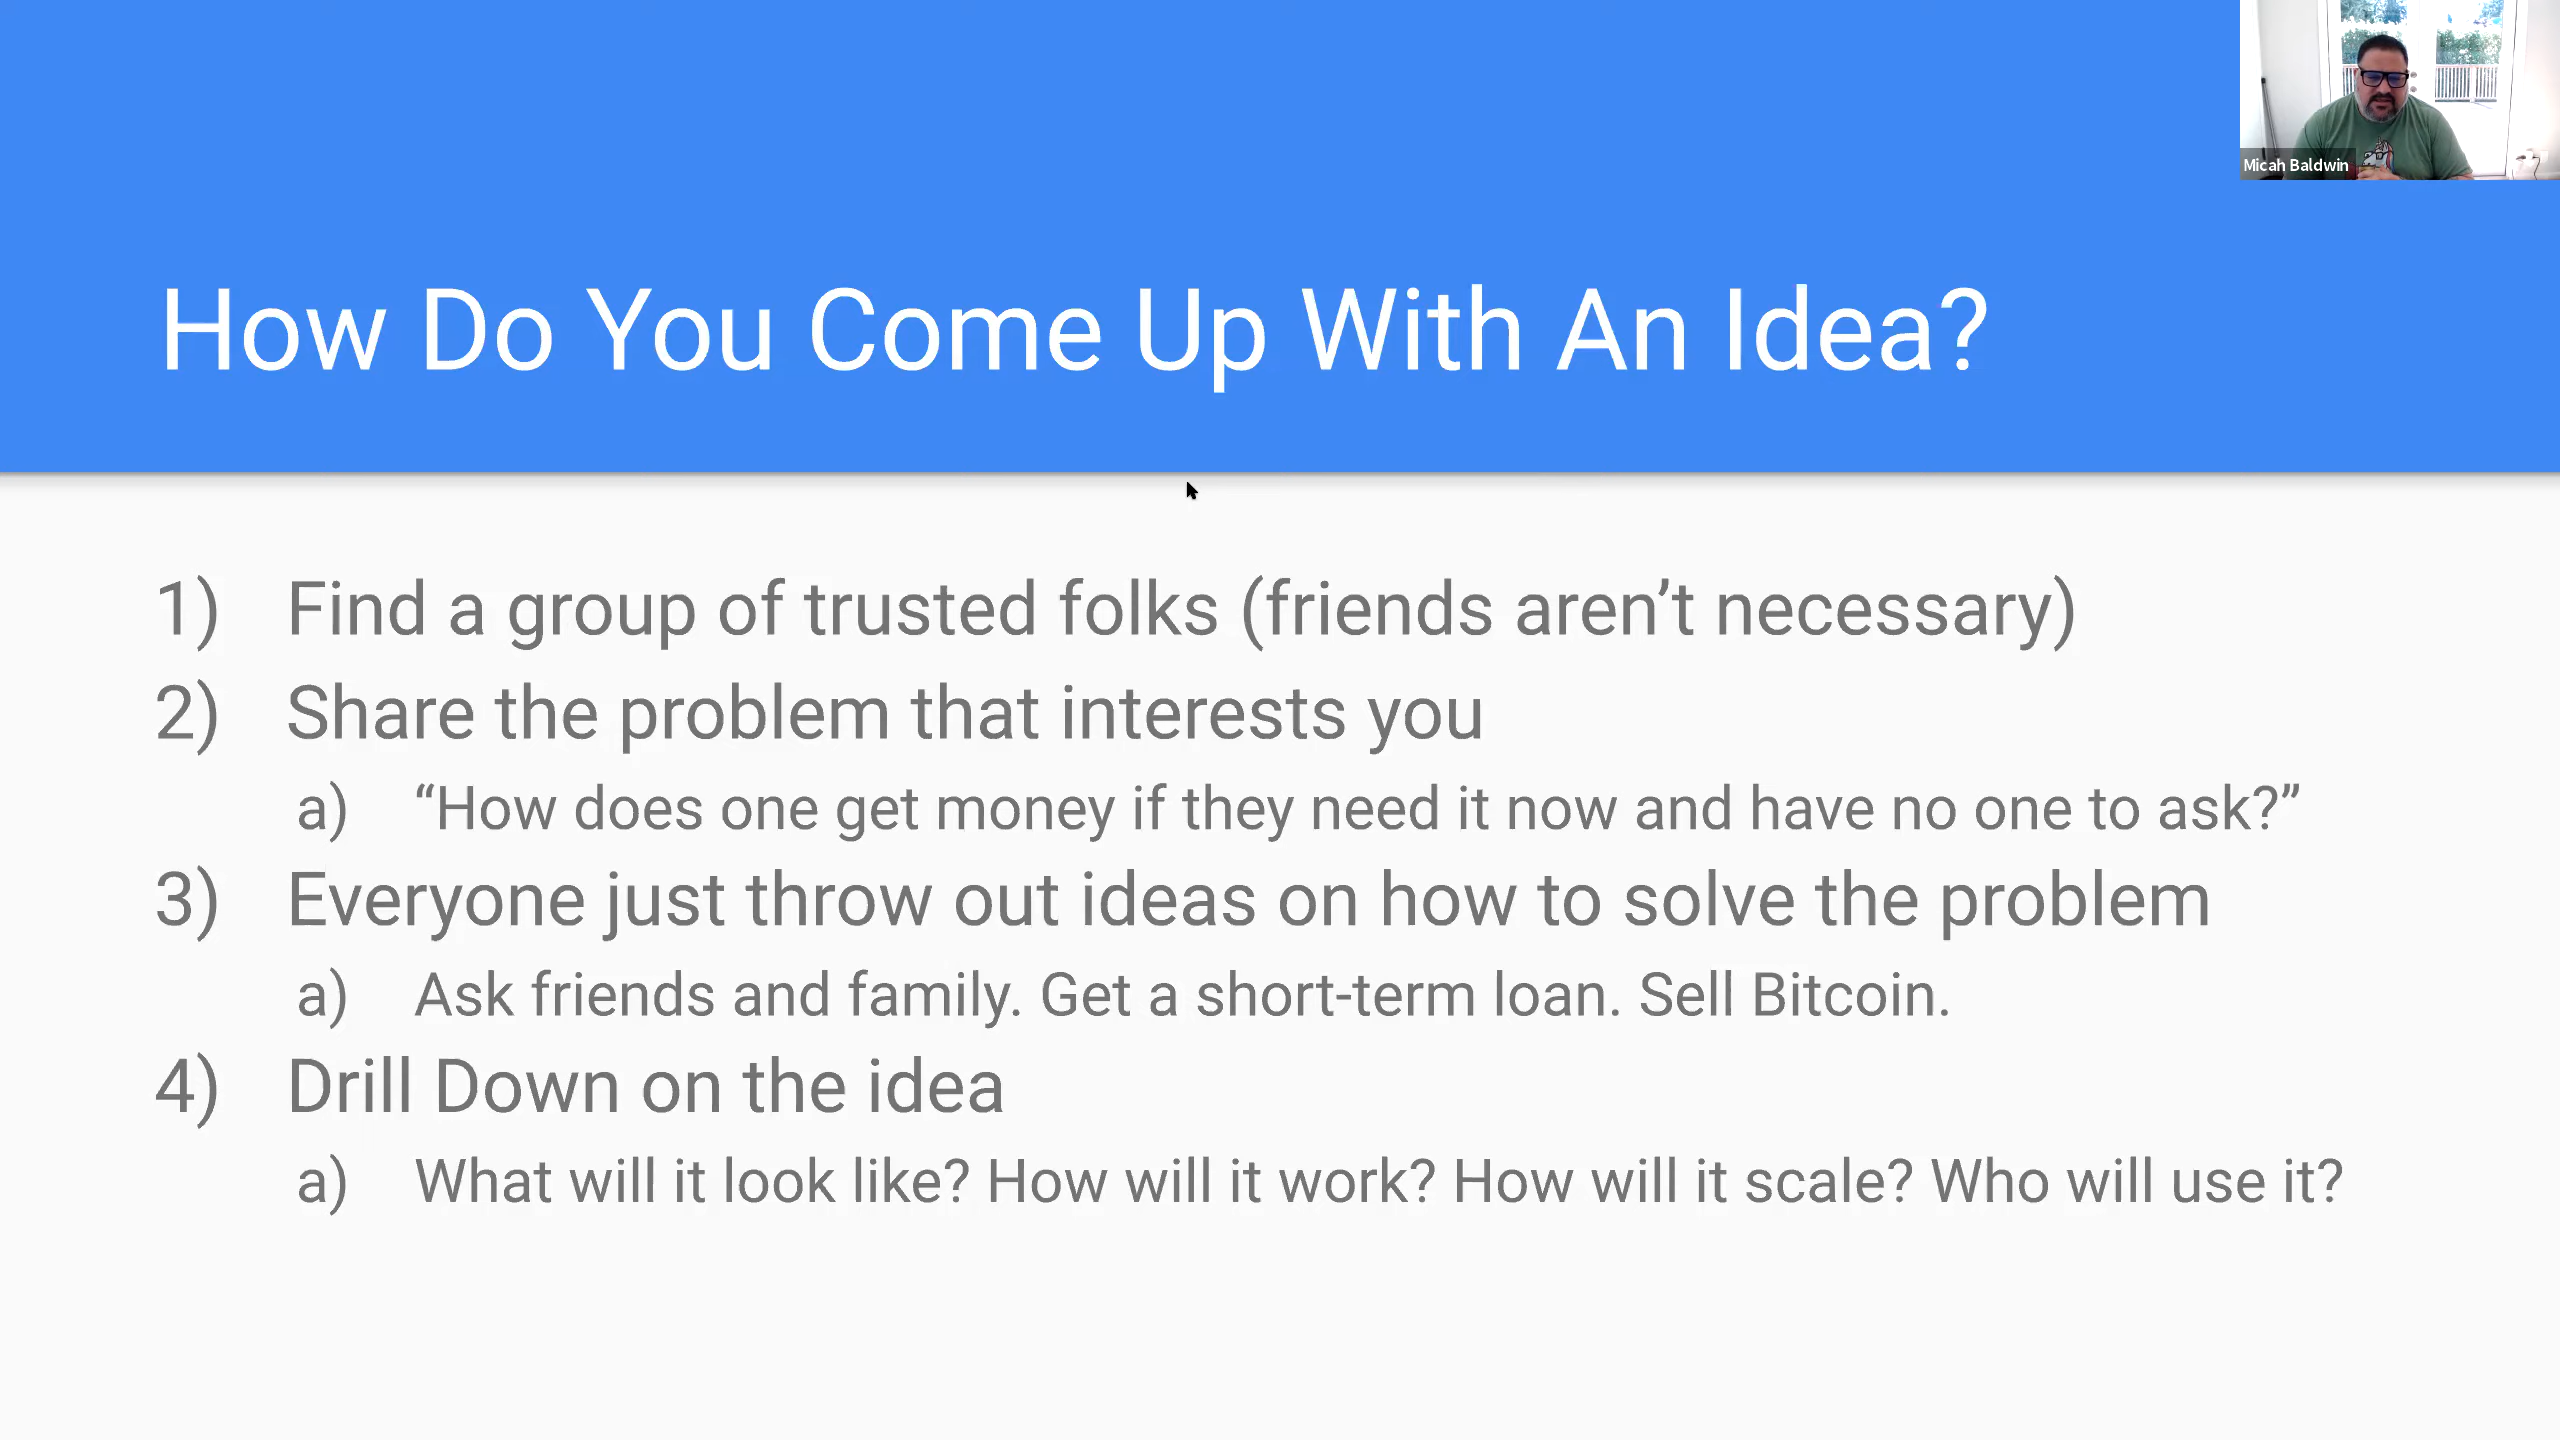 How Do You Come Up With An Idea?
Micah Baldwin
1) Find a group of trusted folks (friends aren’t necessary)
2) Share the problem that interests you
a) “How does one get money if they need it now and have no one to ask?”
3) Everyone just throw out ideas on how to solve the problem
a) Ask friends and family. Get a short-term loan. Sell Bitcoin.
4) Drill Down on the idea
a) What will it look like? How will it work? How will it scale? Who will use it?